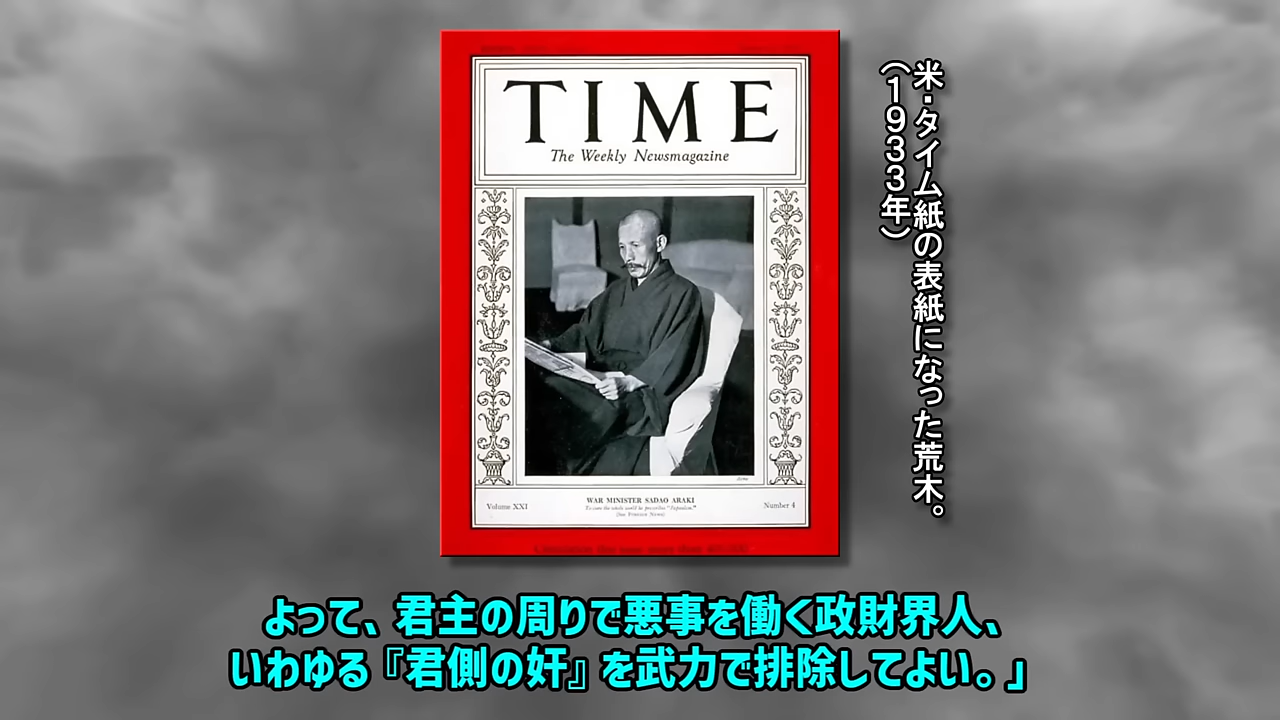 TIME
The Weekly Newsmagazine
WAR MINISTER SADAO ARAKI
Volume XXI
Number 4
米・タイム紙の表紙になった荒木。
（１９３３年）
よって、君主の周りで悪事を働く政財界人、
いわゆる『君側の奸』を武力で排除してよい。」